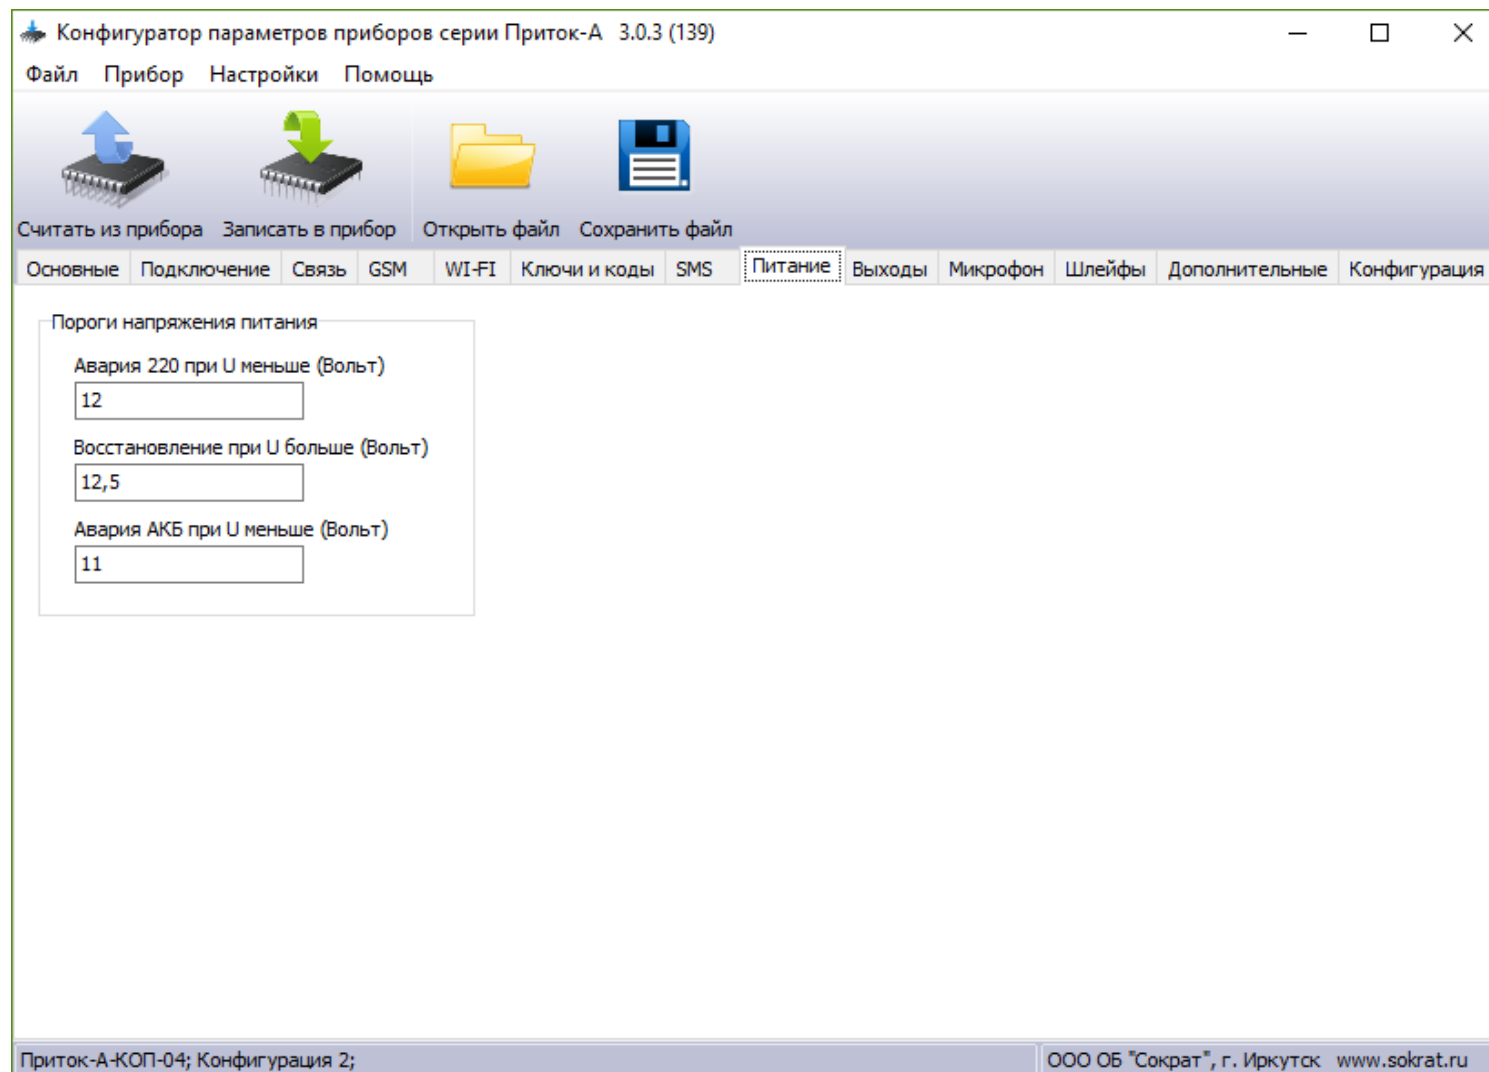 Конфигуратор параметров приборов серии Приток-А 3.0.3 (139)
Файл Прибор Настройки Помощь
Считать из прибора Записать в прибор Открыть файл Сохранить файл
Основные Подключение Связь GSM WI-FI Ключи и коды SMS Питание Выходы Микрофон Шлейфы Дополнительные Конфигурация
Пороги напряжения питания
Авария 220 при U меньше (Вольт)
12
Восстановление при U больше (Вольт)
12,5
Авария АКБ при U меньше (Вольт)
11
Приток-А-КОП-04; Конфигурация 2; ООО ОБ "Сократ", г. Иркутск www.sokrat.ru